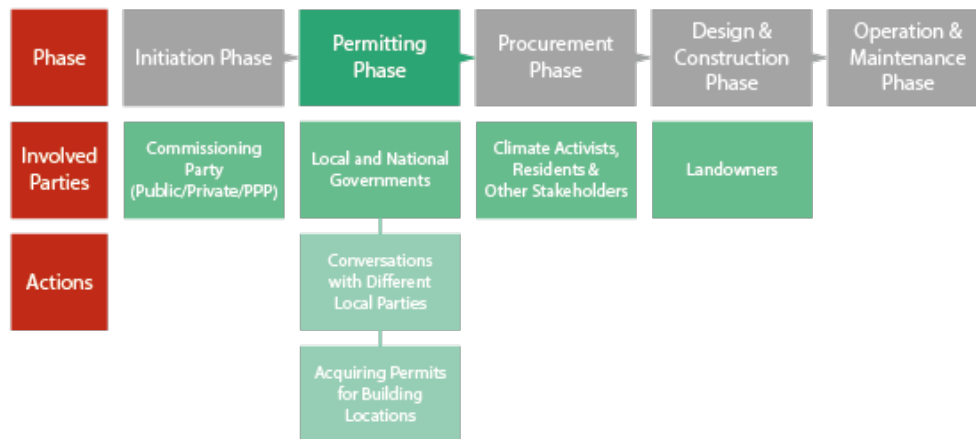 Phase
Initiation Phase
Permitting
Phase
Procurement
Phase
Design &
Construction
Phase
Operation &
Maintenance
Phase
Involved
Parties
Commissioning
Party
(Public/Private/PPP)
Local and National
Governments
Climate Activists,
Residents &
Other Stakeholders
Landowners
Actions
Conversations
with Different
Local Parties
Acquiring Permits
for Building
Locations